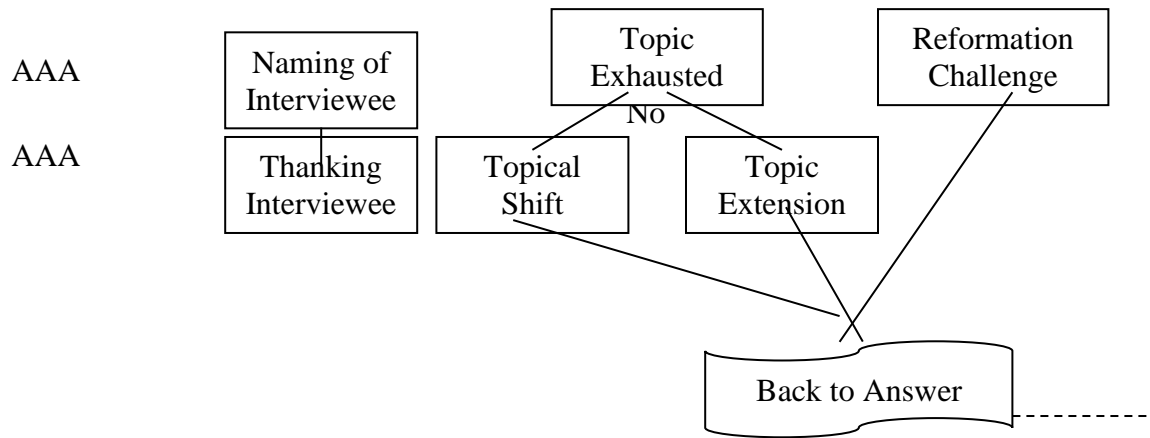 AAA
Naming of
Interviewee
Topic
Exhausted
No
Reformation
Challenge
AAA
Thanking
Interviewee
Topical
Shift
Topic
Extension
Back to Answer